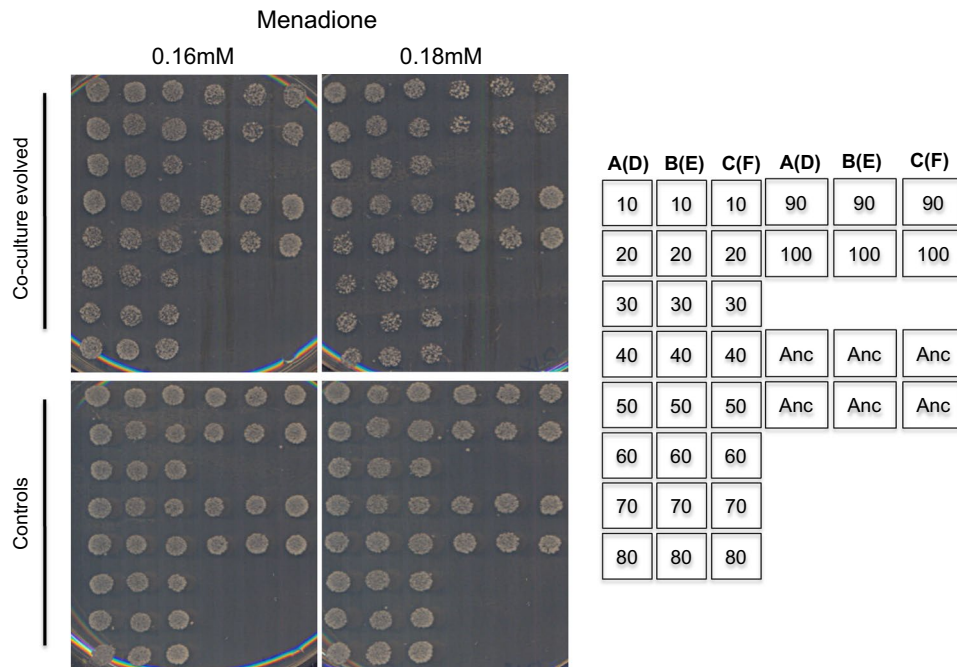 Menadione
0.16mM 0.18mM
Co-culture evolved
Controls
A(D) B(E) C(F) A(D) B(E) C(F)
10 10 10 90 90 90
20 20 20 100 100 100
30 30 30
40 40 40 Anc Anc Anc
50 50 50 Anc Anc Anc
60 60 60
70 70 70
80 80 80